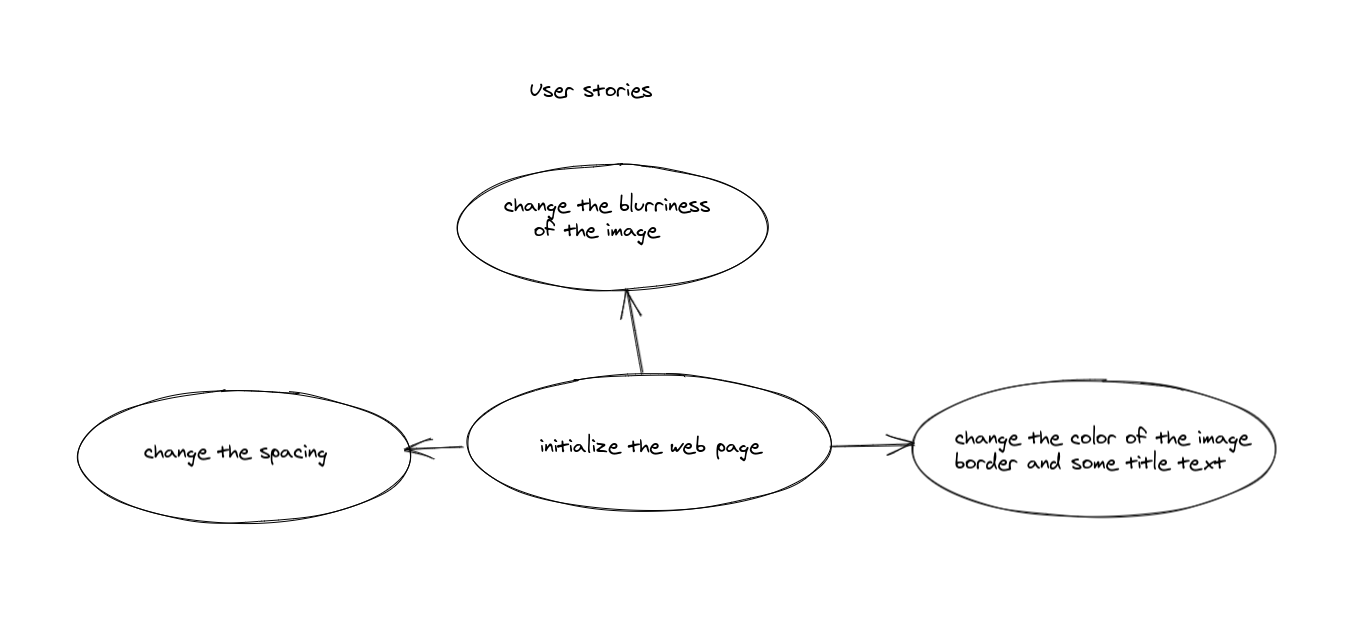 User stories
change the blurriness
of the image
change the spacing
initialize the web page
change the color of the image
border and some title text